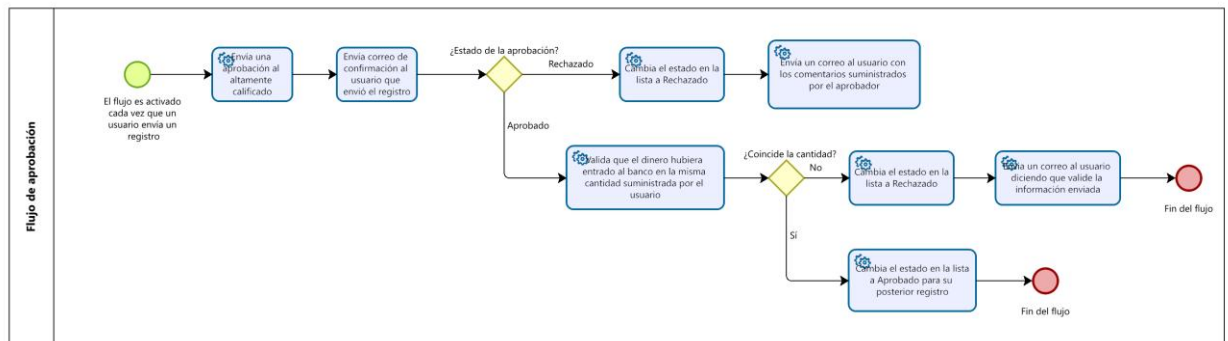 Flujo de aprobación
El flujo es activado
cada vez que un
usuario envía un
registro
Envía una
aprobación al
altamente
calificado
Envía correo de
confirmación al
usuario que
envió el registro
¿Estado de la aprobación?
Rechazado
Cambia el estado en la
lista a Rechazado
Envía un correo al usuario con
los comentarios suministrados
por el aprobador
Aprobado
Valida que el dinero hubiera
entrado al banco en la misma
cantidad suministrada por el
usuario
¿Coincide la cantidad?
No
Cambia el estado en la
lista a Rechazado
Envia un correo al usuario
diciendo que valide la
información enviada
Fin del flujo
Sí
Cambia el estado en la lista
a Aprobado para su
posterior registro
Fin del flujo